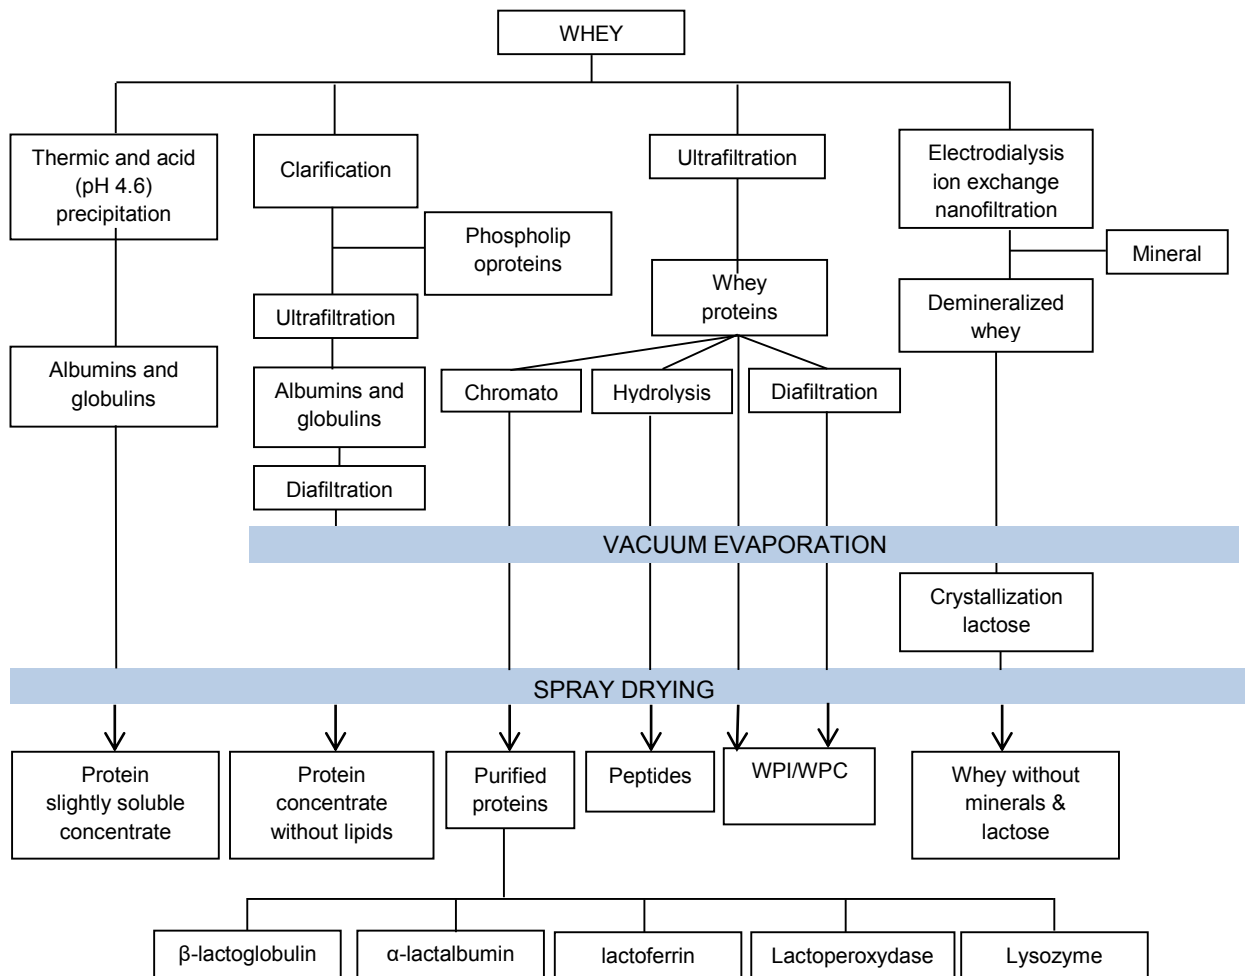 WHEY
Thermic and acid
(pH 4.6)
precipitation
Clarification
Ultrafiltration
Electrodialysis
ion exchange
nanofiltration
Phospholip
oproteins
Mineral
Whey
proteins
Demineralized
whey
Ultrafiltration
Albumins and
globulins
Albumins and
globulins
Chromato
Hydrolysis
Diafiltration
Diafiltration
VACUUM EVAPORATION
Crystallization
lactose
SPRAY DRYING
Protein
slightly soluble
concentrate
Protein
concentrate
without lipids
Purified
proteins
Peptides
WPI/WPC
Whey without
minerals &
lactose
β-lactoglobulin
α-lactalbumin
lactoferrin
Lactoperoxydase
Lysozyme